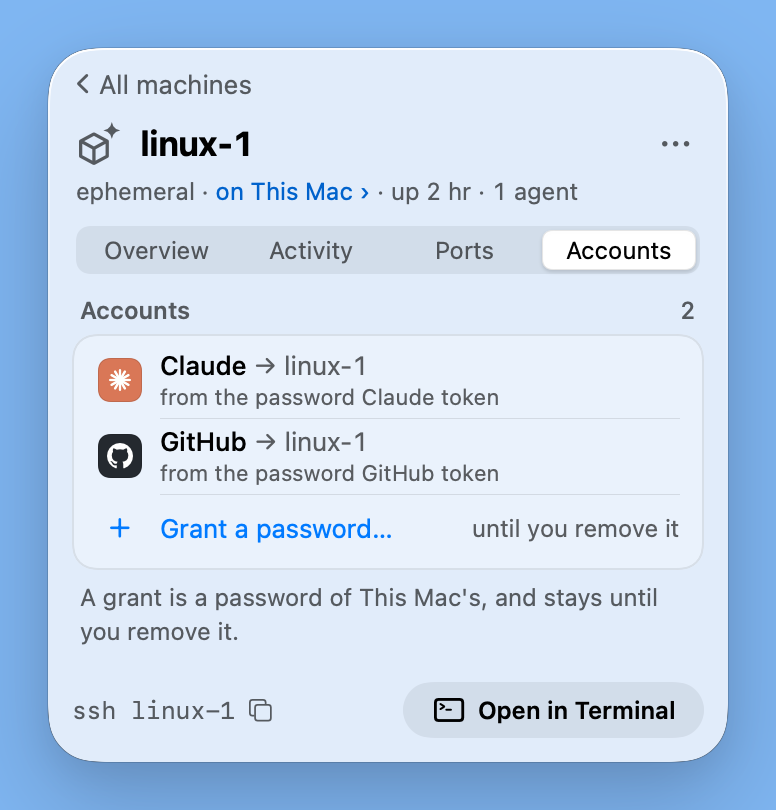 All machines
linux-1
ephemeral · on This Mac › · up 2 hr · 1 agent
Overview Activity Ports Accounts
Accounts 2
Claude → linux-1
from the password Claude token
GitHub → linux-1
from the password GitHub token
+ Grant a password... until you remove it
A grant is a password of This Mac's, and stays until
you remove it.
ssh linux-1 Open in Terminal